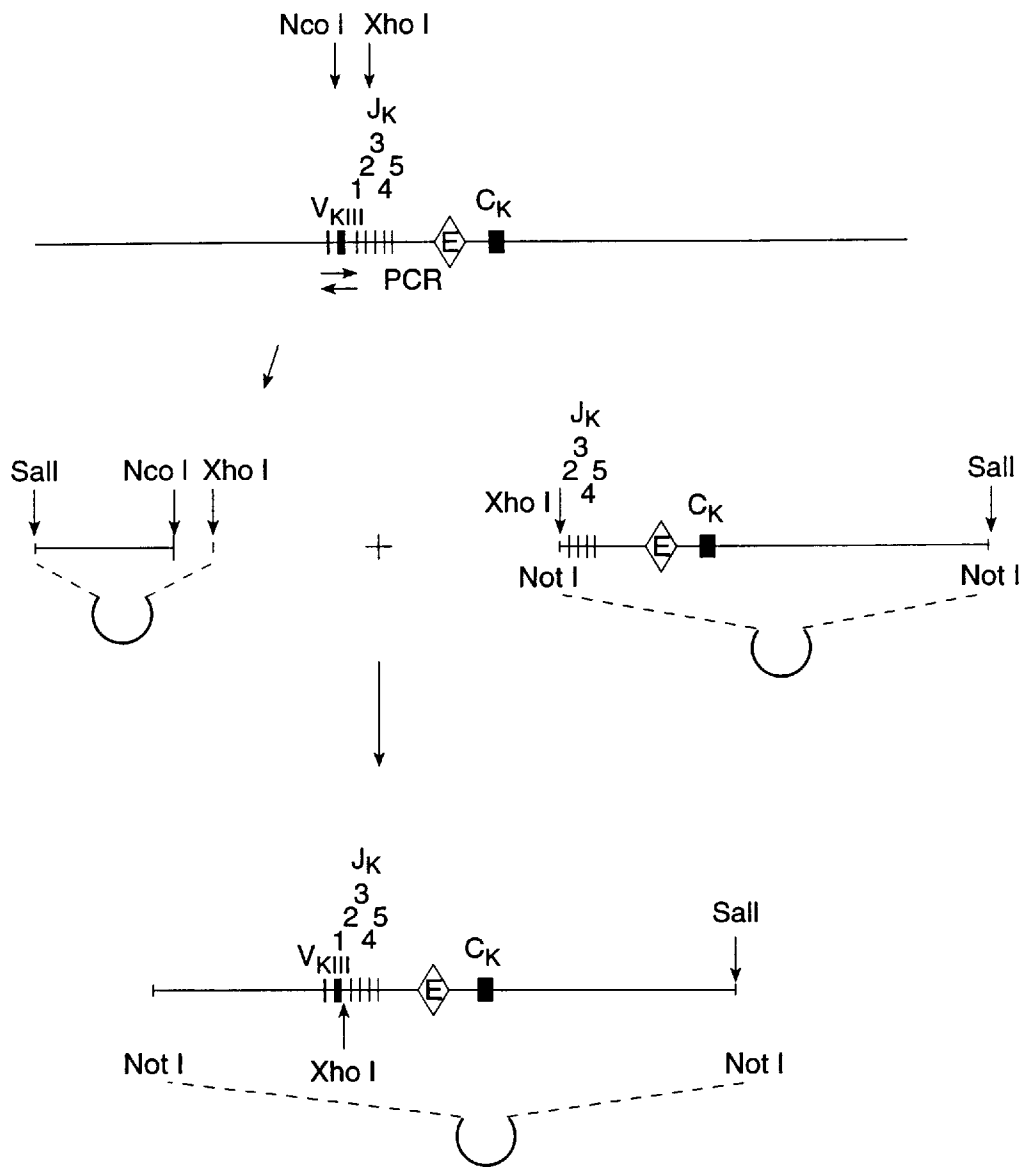 Nco I Xho I
J_K
3
2 5
1 4
V_KIII C_K
E
PCR
J_K
3
SalI Nco I Xho I 2 5 SalI
4
Xho I C_K
E
+
Not I Not I
J_K
3
2 5 SalI
1 4
V_KIII C_K
E
Not I Xho I Not I